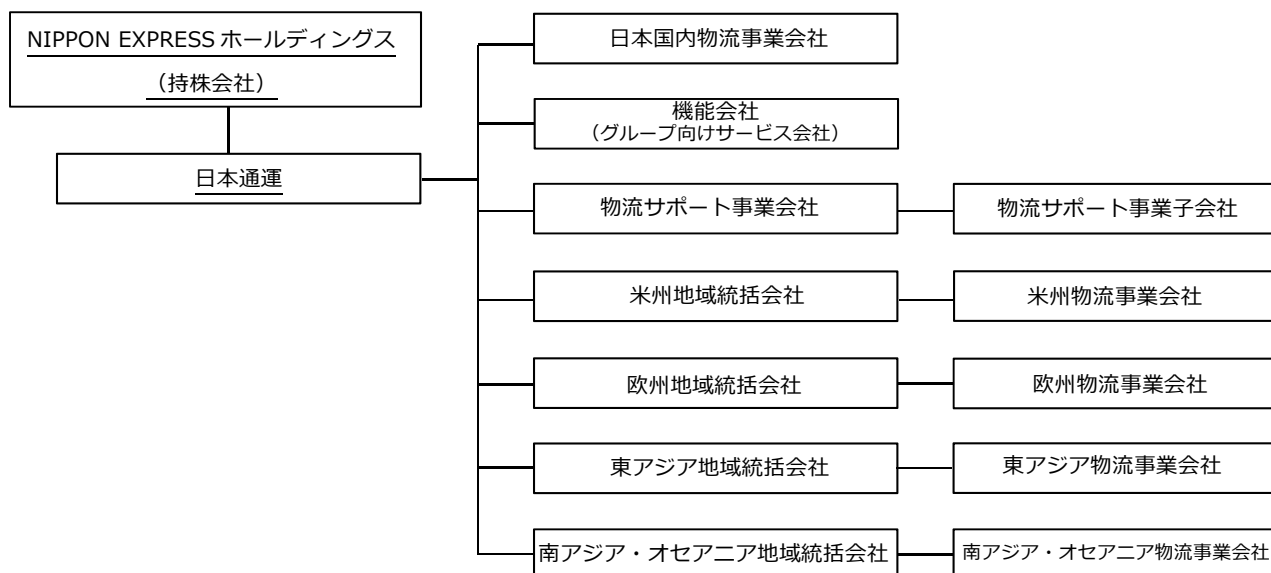 NIPPON EXPRESS ホールディングス
（持株会社）
日本通運
日本国内物流事業会社
機能会社
（グループ向けサービス会社）
物流サポート事業会社
物流サポート事業子会社
米州地域統括会社
米州物流事業会社
欧州地域統括会社
欧州物流事業会社
東アジア地域統括会社
東アジア物流事業会社
南アジア・オセアニア地域統括会社
南アジア・オセアニア物流事業会社